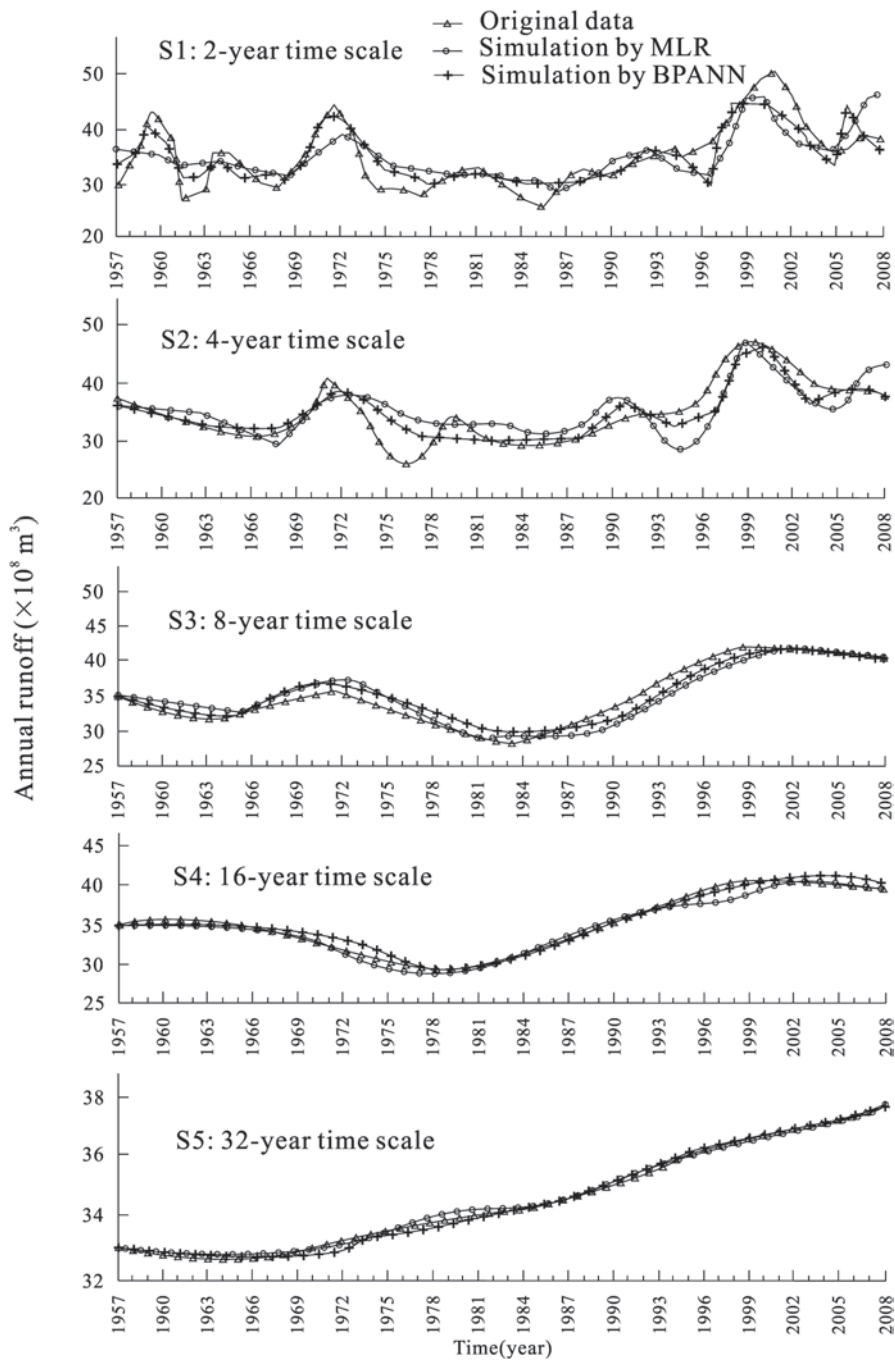 Original data
S1: 2-year time scale
Simulation by MLR
Simulation by BPANN
50
40
30
20
1957 1960 1963 1966 1969 1972 1975 1978 1981 1984 1987 1990 1993 1996 1999 2002 2005 2008
S2: 4-year time scale
50
40
30
20
1957 1960 1963 1966 1969 1972 1975 1978 1981 1984 1987 1990 1993 1996 1999 2002 2005 2008
Annual runoff (×10⁸ m³)
S3: 8-year time scale
50
45
40
35
30
25
1957 1960 1963 1966 1969 1972 1975 1978 1981 1984 1987 1990 1993 1996 1999 2002 2005 2008
S4: 16-year time scale
45
40
35
30
25
1957 1960 1963 1966 1969 1972 1975 1978 1981 1984 1987 1990 1993 1996 1999 2002 2005 2008
S5: 32-year time scale
38
36
34
32
1957 1960 1963 1966 1969 1972 1975 1978 1981 1984 1987 1990 1993 1996 1999 2002 2005 2008
Time(year)